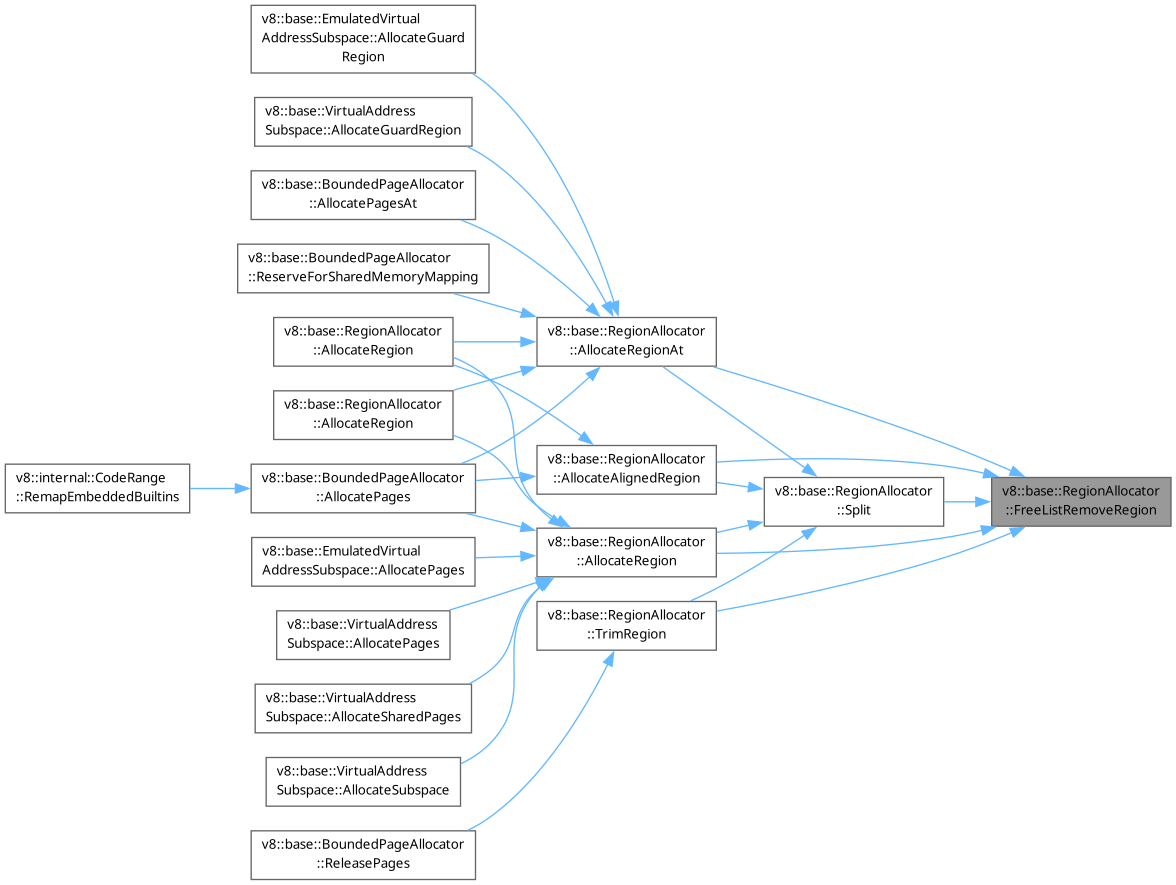 v8::base::EmulatedVirtual
AddressSubspace::AllocateGuard
Region
v8::base::VirtualAddress
Subspace::AllocateGuardRegion
v8::base::BoundedPageAllocator
::AllocatePagesAt
v8::base::BoundedPageAllocator
::ReserveForSharedMemoryMapping
v8::base::RegionAllocator
::AllocateRegion
v8::base::RegionAllocator
::AllocateRegionAt
v8::base::RegionAllocator
::AllocateRegion
v8::internal::CodeRange
::RemapEmbeddedBuiltins
v8::base::BoundedPageAllocator
::AllocatePages
v8::base::RegionAllocator
::AllocateAlignedRegion
v8::base::RegionAllocator
::Split
v8::base::RegionAllocator
::FreeListRemoveRegion
v8::base::EmulatedVirtual
AddressSubspace::AllocatePages
v8::base::RegionAllocator
::AllocateRegion
v8::base::VirtualAddress
Subspace::AllocatePages
v8::base::RegionAllocator
::TrimRegion
v8::base::VirtualAddress
Subspace::AllocateSharedPages
v8::base::VirtualAddress
Subspace::AllocateSubspace
v8::base::BoundedPageAllocator
::ReleasePages